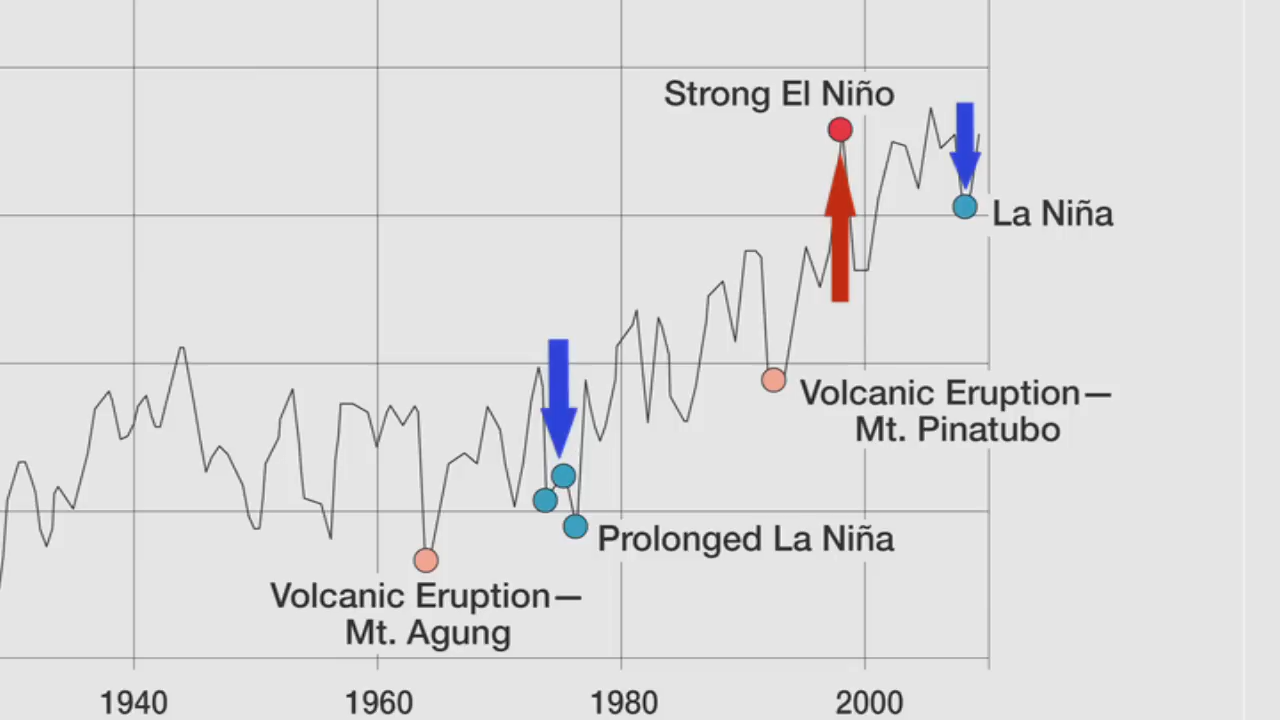 Strong El Niño
La Niña
Volcanic Eruption—
Mt. Pinatubo
Prolonged La Niña
Volcanic Eruption—
Mt. Agung
1940 1960 1980 2000